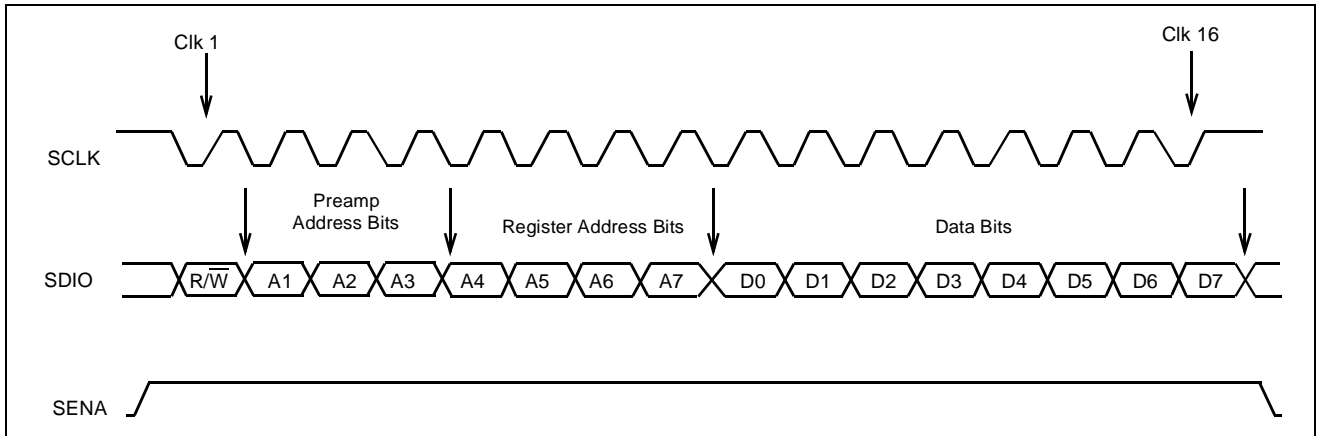 Clk 1
Clk 16
SCLK
Preamp
Address Bits
Register Address Bits
Data Bits
SDIO
R/W̅ A1 A2 A3 A4 A5 A6 A7 D0 D1 D2 D3 D4 D5 D6 D7
SENA